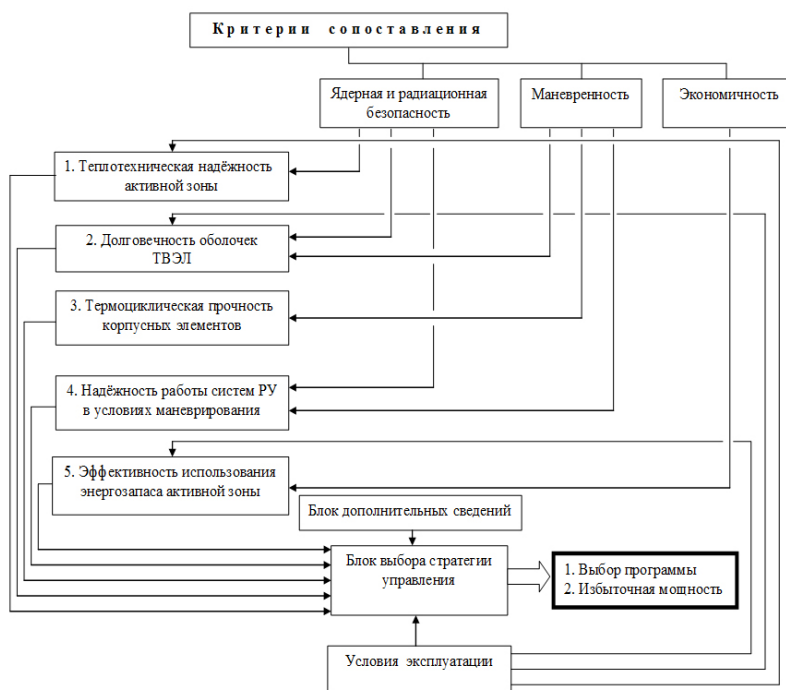 Критерии сопоставления
Ядерная и радиационная
безопасность
Маневренность
Экономичность
1. Теплотехническая надёжность
активной зоны
2. Долговечность оболочек
ТВЭЛ
3. Термоциклическая прочность
корпусных элементов
4. Надёжность работы систем РУ
в условиях маневрирования
5. Эффективность использования
энергозапаса активной зоны
Блок дополнительных сведений
Блок выбора стратегии
управления
1. Выбор программы
2. Избыточная мощность
Условия эксплуатации